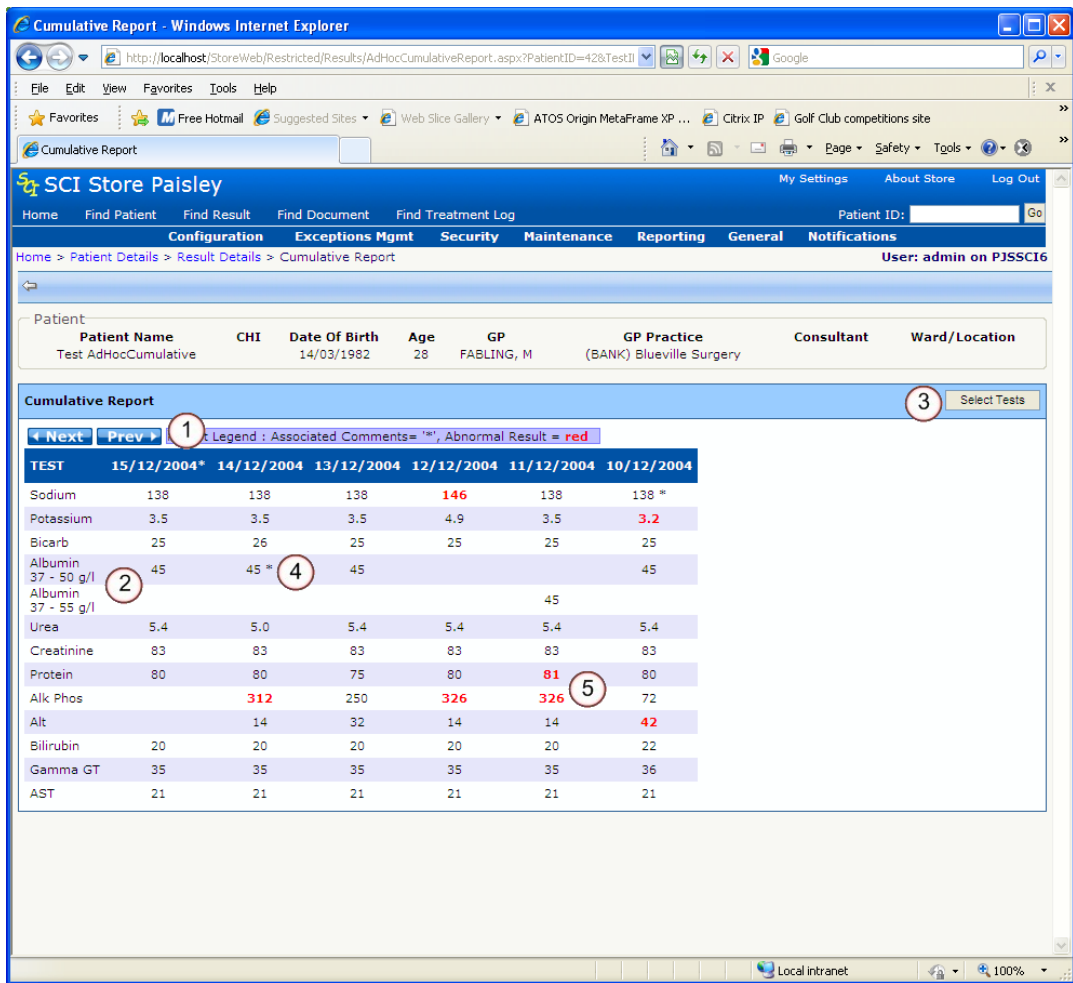 Cumulative Report - Windows Internet Explorer
http://localhost/StoreWeb/Restricted/Results/AdHocCumulativeReport.aspx?PatientID=42&TestI
Google
File Edit View Favorites Tools Help
Favorites Free Hotmail Suggested Sites Web Slice Gallery ATOS Origin MetaFrame XP ... Citrix IP Golf Club competitions site
Cumulative Report Page Safety Tools
SCI Store Paisley My Settings About Store Log Out
Home Find Patient Find Result Find Document Find Treatment Log Patient ID: Go
Configuration Exceptions Mgmt Security Maintenance Reporting General Notifications
Home > Patient Details > Result Details > Cumulative Report User: admin on PJSSCI6
Patient
Patient Name CHI Date Of Birth Age GP GP Practice Consultant Ward/Location
Test AdHocCumulative 14/03/1982 28 FABLING, M (BANK) Blueville Surgery
Cumulative Report 3 Select Tests
Next Prev 1 Legend : Associated Comments= '*', Abnormal Result = red
TEST 15/12/2004* 14/12/2004 13/12/2004 12/12/2004 11/12/2004 10/12/2004
Sodium 138 138 138 146 138 138 *
Potassium 3.5 3.5 3.5 4.9 3.5 3.2
Bicarb 25 26 25 25 25 25
Albumin
37 - 50 g/l 45 45 * 4 45 45
2
Albumin
37 - 55 g/l 45
Urea 5.4 5.0 5.4 5.4 5.4 5.4
Creatinine 83 83 83 83 83 83
Protein 80 80 75 80 81 80
5
Alk Phos 312 250 326 326 72
Alt 14 32 14 14 42
Bilirubin 20 20 20 20 20 22
Gamma GT 35 35 35 35 35 36
AST 21 21 21 21 21 21
Local intranet 100%